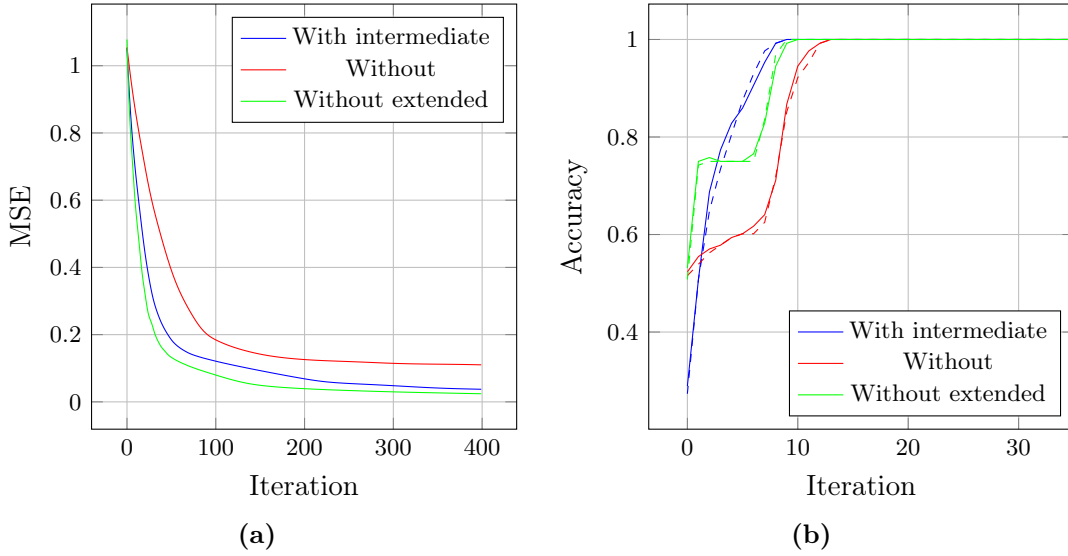 With intermediate
Without
Without extended
1
0.8
0.6
0.4
0.2
0
MSE
0
100
200
300
400
Iteration
(a)
1
0.8
0.6
0.4
Accuracy
With intermediate
Without
Without extended
0
10
20
30
Iteration
(b)